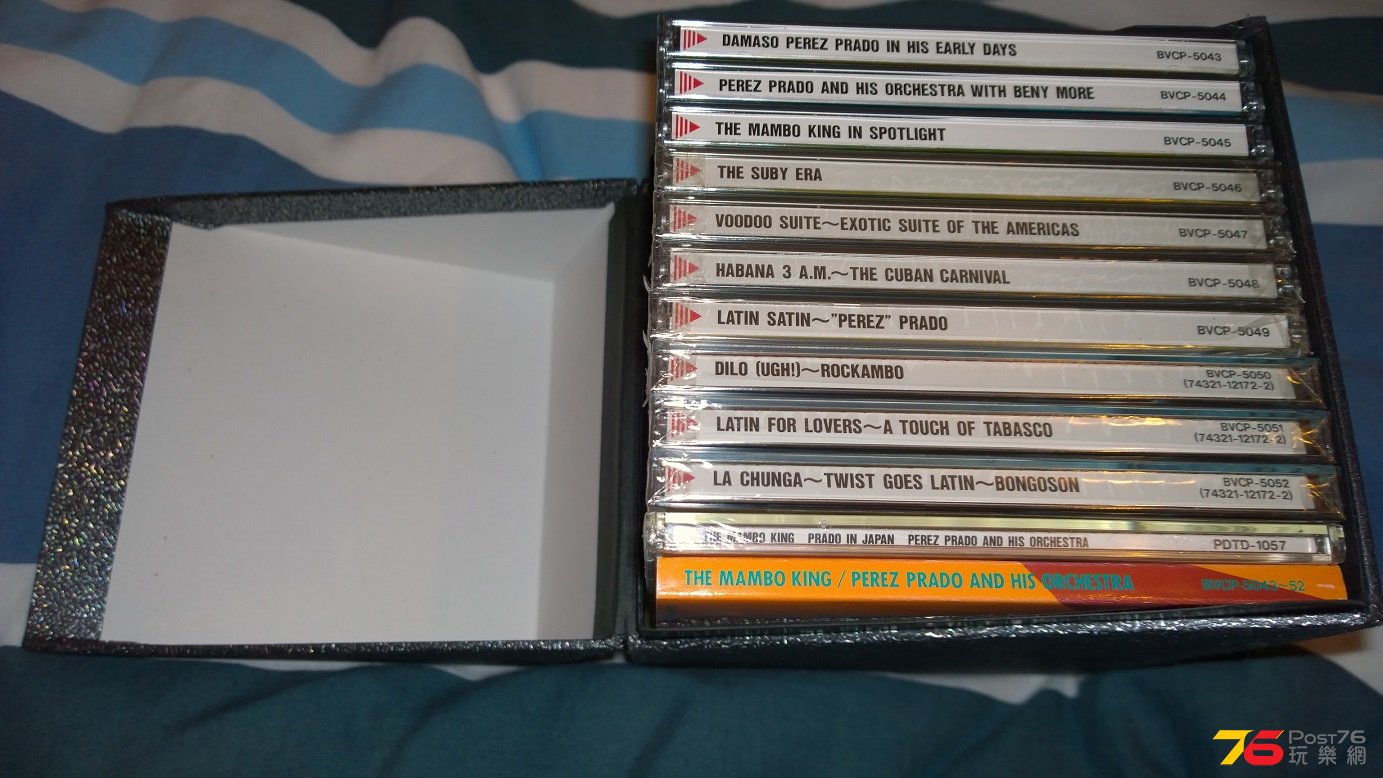 DAMASO PEREZ PRADO IN HIS EARLY DAYS BVCP-5043
PEREZ PRADO AND HIS ORCHESTRA WITH BENY MORE BVCP-5044
THE MAMBO KING IN SPOTLIGHT BVCP-5045
THE SUBY ERA BVCP-5046
VOODOO SUITE~EXOTIC SUITE OF THE AMERICAS BVCP-5047
HABANA 3 A.M.~THE CUBAN CARNIVAL BVCP-5048
LATIN SATIN~"PEREZ" PRADO BVCP-5049
DILO (UGH!)~ROCKAMBO BVCP-5050
(74321-12172-2)
LATIN FOR LOVERS~A TOUCH OF TABASCO BVCP-5051
(74321-12172-2)
LA CHUNGA~TWIST GOES LATIN~BONGOSON BVCP-5052
(74321-12172-2)
THE MAMBO KING PRADO IN JAPAN PEREZ PRADO AND HIS ORCHESTRA PDTD-1057
THE MAMBO KING / PEREZ PRADO AND HIS ORCHESTRA BVCP-5043~52
76 POST76
玩樂網